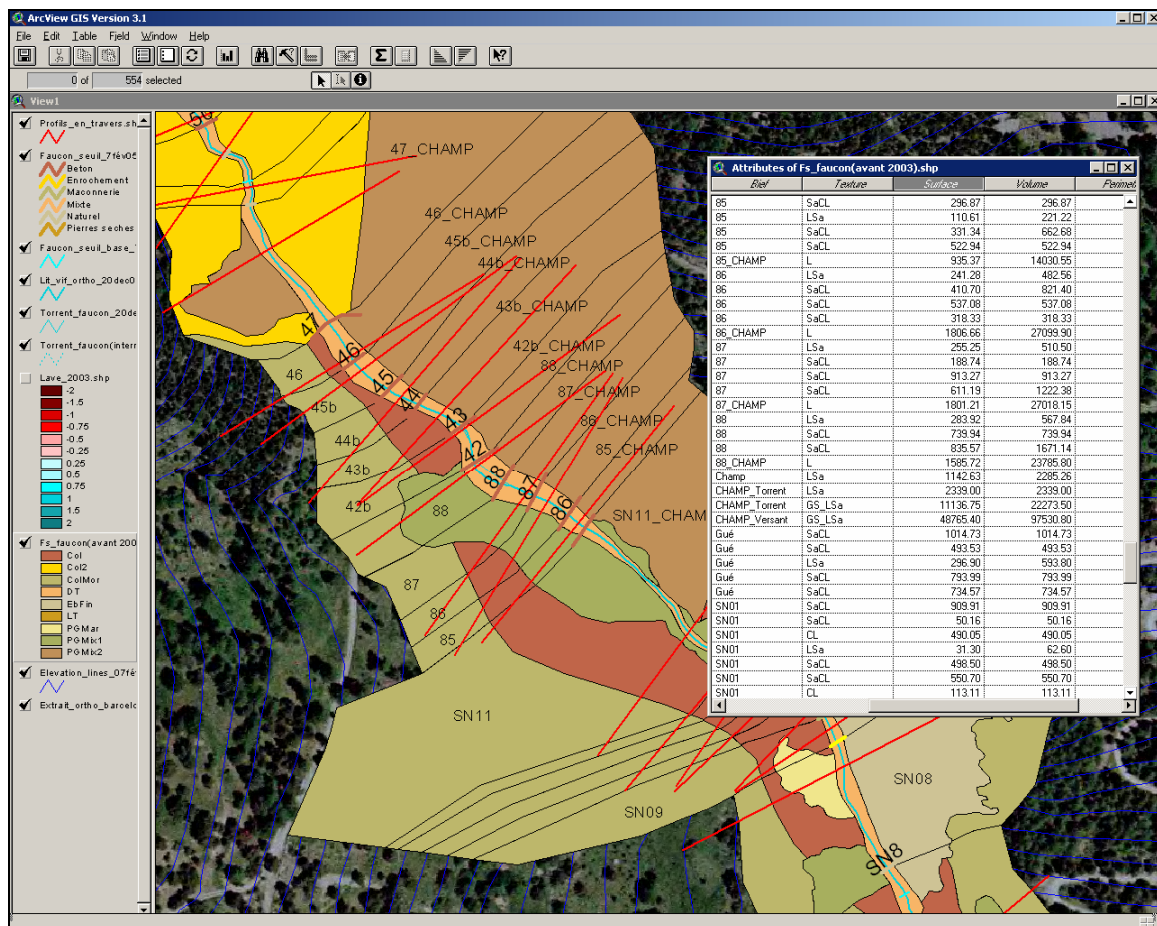 ArcView GIS Version 3.1
File Edit Table Field Window Help
0 of 554 selected
View1
Profils_en_travers.sh
Faucon_seuil_7fév05
Beton
Enrochement
Maconnerie
Mixte
Naturel
Pierres seches
Faucon_seuil_base_
Lit_vif_ortho_20dec0
Torrent_faucon_20de
Torrent_faucon(interr
Lave_2003.shp
-2
-1.5
-1
-0.75
-0.5
-0.25
0.25
0.5
0.75
1
1.5
2
Fs_faucon(avant 200
Col
Col2
ColMor
DT
EbFin
LT
PGMar
PGMix1
PGMix2
Elevation_lines_07fé
Extrait_ortho_barcelo
50
47_CHAMP
46_CHAMP
45b_CHAMP
44b_CHAMP
43b_CHAMP
42b_CHAMP
88_CHAMP
87_CHAMP
86_CHAMP
85_CHAMP
SN11_CHAM
47
46
45
44
43
42
88
87
86
46
45b
44b
43b
42b
88
87
86
85
SN11
SN09
SN08
SN8
Attributes of Fs_faucon(avant 2003).shp
Bief Texture Surface Volume Perimet
85 SaCL 296.87 296.87
85 LSa 110.61 221.22
85 SaCL 331.34 662.68
85 SaCL 522.94 522.94
85_CHAMP L 935.37 14030.55
86 LSa 241.28 482.56
86 SaCL 410.70 821.40
86 SaCL 537.08 537.08
86 SaCL 318.33 318.33
86_CHAMP L 1806.66 27099.90
87 LSa 255.25 510.50
87 SaCL 188.74 188.74
87 SaCL 913.27 913.27
87 SaCL 611.19 1222.38
87_CHAMP L 1801.21 27018.15
88 LSa 283.92 567.84
88 SaCL 739.94 739.94
88 SaCL 835.57 1671.14
88_CHAMP L 1585.72 23785.80
Champ LSa 1142.63 2285.26
CHAMP_Torrent LSa 2339.00 2339.00
CHAMP_Torrent GS_LSa 11136.75 22273.50
CHAMP_Versant GS_LSa 48765.40 97530.80
Gué SaCL 1014.73 1014.73
Gué SaCL 493.53 493.53
Gué LSa 296.90 593.80
Gué SaCL 793.99 793.99
Gué SaCL 734.57 734.57
SN01 SaCL 909.91 909.91
SN01 SaCL 50.16 50.16
SN01 CL 490.05 490.05
SN01 LSa 31.30 62.60
SN01 SaCL 498.50 498.50
SN01 SaCL 550.70 550.70
SN01 CL 113.11 113.11